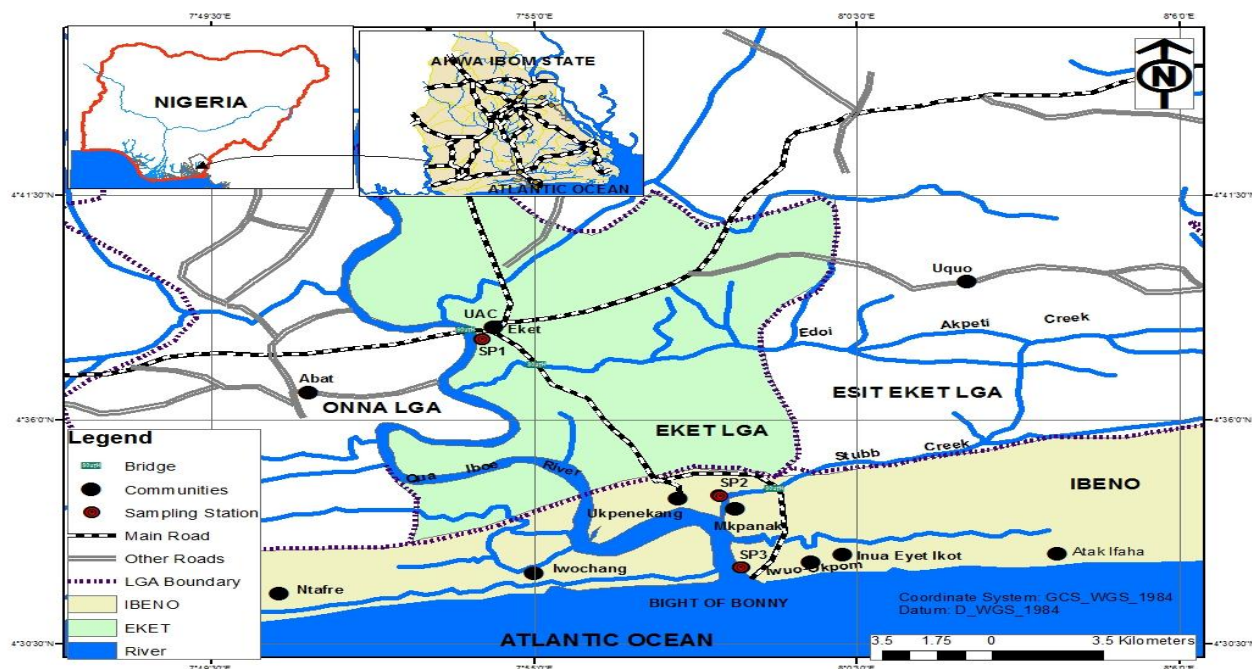 7°49'30"E
7°55'0"E
8°0'30"E
8°6'0"E
NIGERIA
AKWA IBOM STATE
ATLANTIC OCEAN
N
4°41'30"N
4°41'30"N
Uquo
UAC
Eket
SP1
Edoi
Akpeti
Creek
Abat
ONNA LGA
ESIT EKET LGA
4°36'0"N
4°36'0"N
EKET LGA
Stubb
Creek
Qua
Iboe
River
SP2
IBENO
Ukpenekang
Mkpanak
SP3
Inua Eyet Ikot
Atak Ifaha
Iwuo-Ukpom
Iwochang
Ntafre
Legend
Bridge
Communities
Sampling Station
Main Road
Other Roads
LGA Boundary
IBENO
EKET
River
BIGHT OF BONNY
Coordinate System: GCS_WGS_1984
Datum: D_WGS_1984
ATLANTIC OCEAN
3.5 1.75 0 3.5 Kilometers
4°30'30"N
4°30'30"N
7°49'30"E
7°55'0"E
8°0'30"E
8°6'0"E